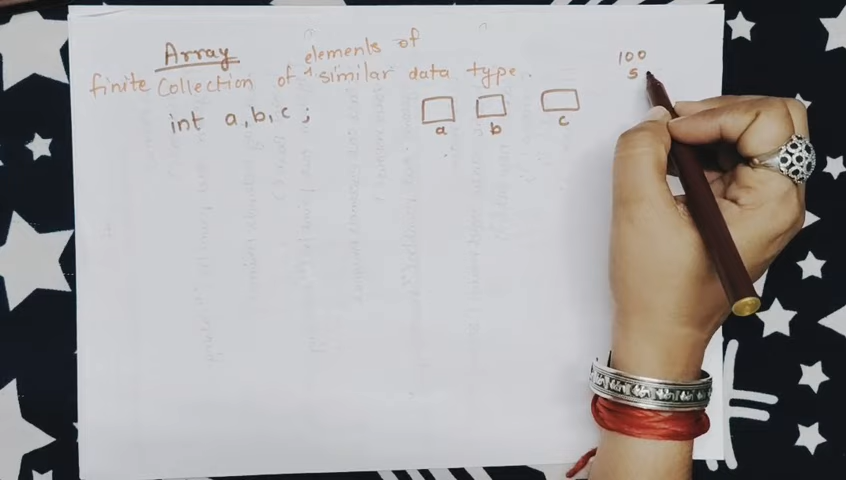 Array
finite Collection of elements of similar data type.
int a, b, c ;
a b c
100
5